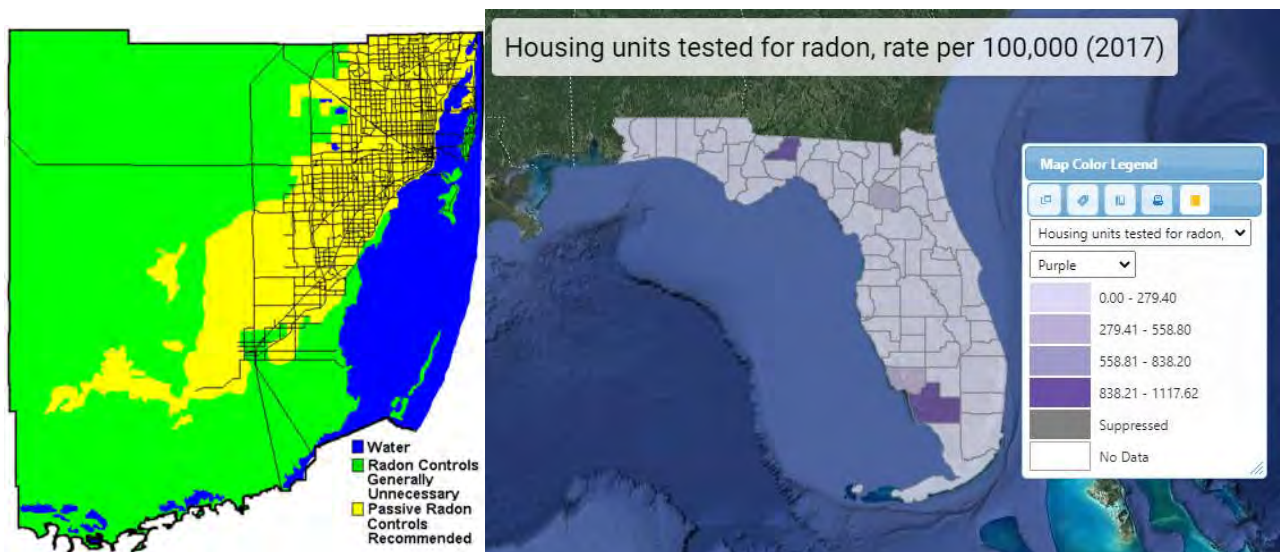 Water
Radon Controls
Generally
Unnecessary
Passive Radon
Controls
Recommended
Housing units tested for radon, rate per 100,000 (2017)
Map Color Legend
Housing units tested for radon,
Purple
0.00 - 279.40
279.41 - 558.80
558.81 - 838.20
838.21 - 1117.62
Suppressed
No Data